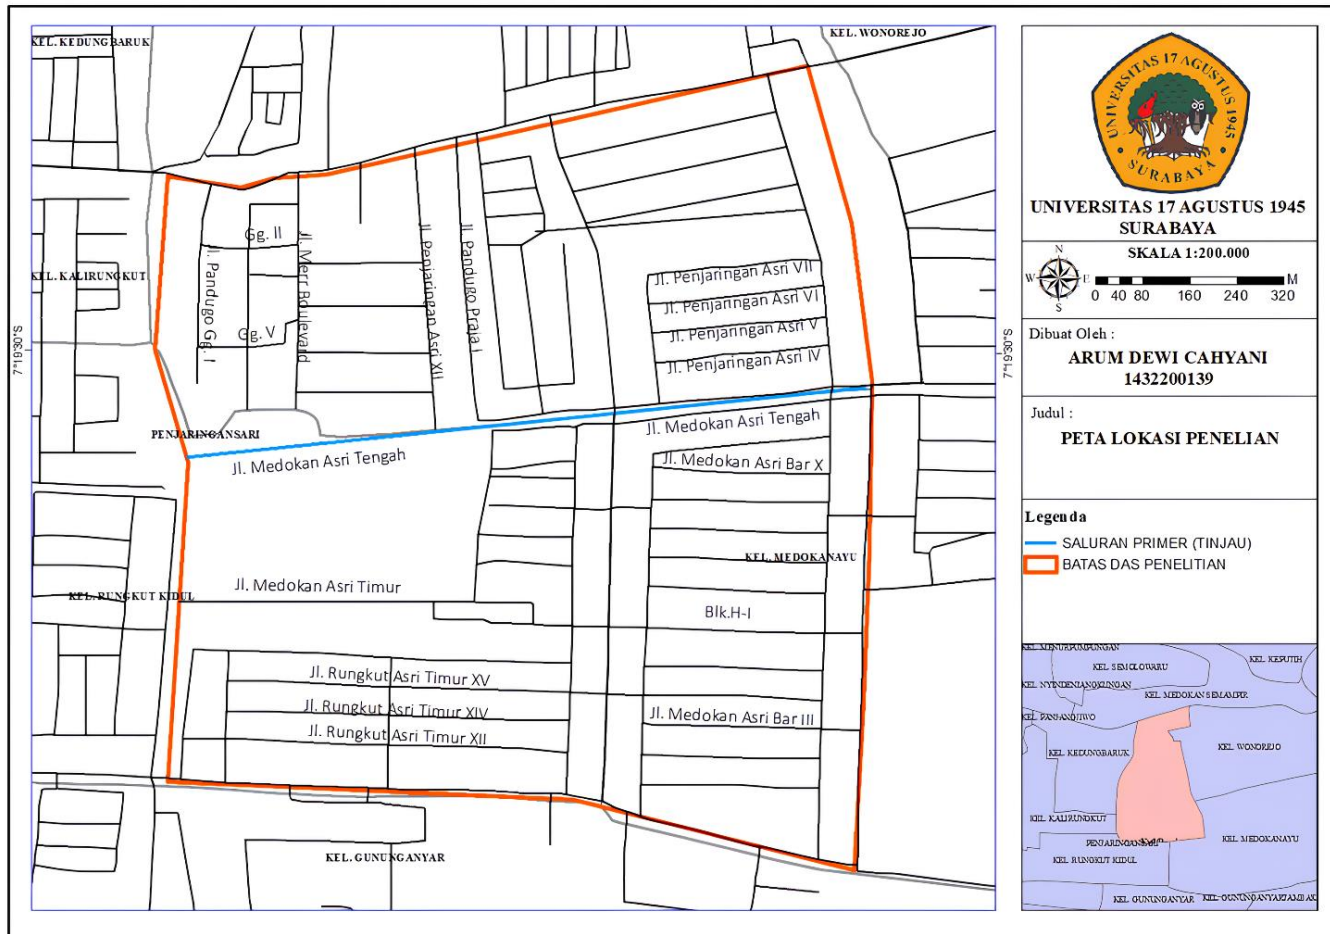 KEL. KEDUNGBARUK
KEL. WONOREJO
KEL. KALIRUNGKUT
7°19'30"S
7°19'30"S
Gg. II
Jl. Pandugo Gg. I
Jl. Merr Boulevard
Gg. V
Jl. Penjaringan Asri XII
Jl. Pandugo Praja I
Jl. Penjaringan Asri VII
Jl. Penjaringan Asri VI
Jl. Penjaringan Asri V
Jl. Penjaringan Asri IV
PENJARINGANSARI
Jl. Medokan Asri Tengah
Jl. Medokan Asri Tengah
Jl. Medokan Asri Bar X
KEL. MEDOKANAYU
Jl. Medokan Asri Timur
KEL. RUNGKUT KIDUL
Blk.H-I
Jl. Rungkut Asri Timur XV
Jl. Rungkut Asri Timur XIV
Jl. Rungkut Asri Timur XII
Jl. Medokan Asri Bar III
KEL. GUNUNGANYAR
UNIVERSITAS 17 AGUSTUS 1945
SURABAYA
UNIVERSITAS 17 AGUSTUS 1945
SURABAYA
SKALA 1:200.000
N
W E
S
0 40 80 160 240 320 M
Dibuat Oleh :
ARUM DEWI CAHYANI
1432200139
Judul :
PETA LOKASI PENELIAN
Legenda
SALURAN PRIMER (TINJAU)
BATAS DAS PENELITIAN
KEL. SEMOLOWARU
KEL. KEPUTIH
KEL. MEDOKAN SEMAMPIR
KEL. KEDUNGBARUK
KEL. WONOREJO
KEL. KALIRUNGKUT
KEL. MEDOKANAYU
KEL. RUNGKUT KIDUL
KEL. GUNUNGANYAR